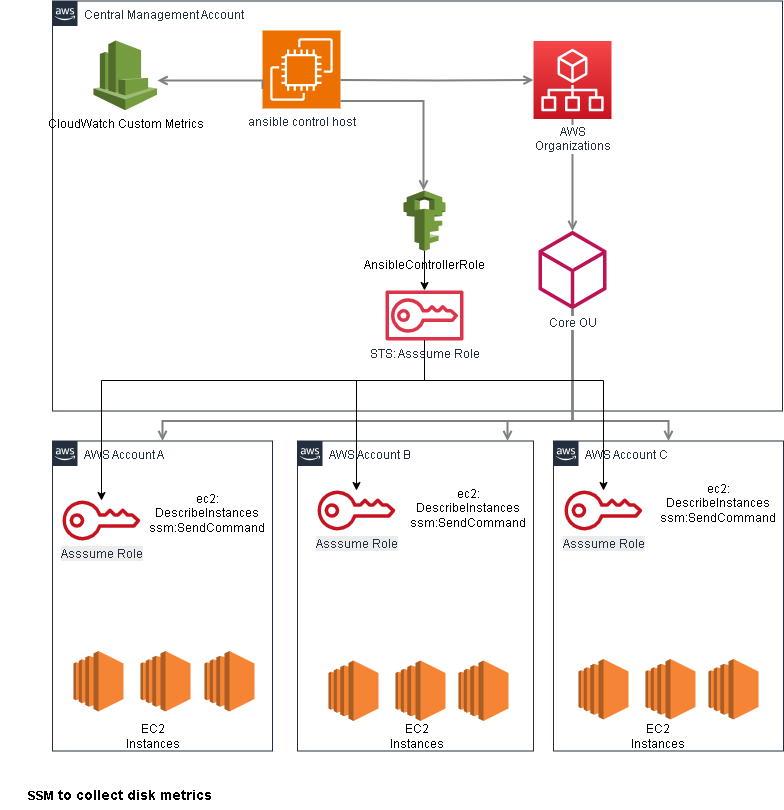 aws
Central Management Account
CloudWatch Custom Metrics
ansible control host
AWS
Organizations
AnsibleControllerRole
STS: Asssume Role
Core OU
aws
AWS Account A
ec2:
DescribeInstances
ssm:SendCommand
Asssume Role
EC2
Instances
aws
AWS Account B
ec2:
DescribeInstances
ssm:SendCommand
Asssume Role
EC2
Instances
aws
AWS Account C
ec2:
DescribeInstances
ssm:SendCommand
Asssume Role
EC2
Instances
SSM to collect disk metrics